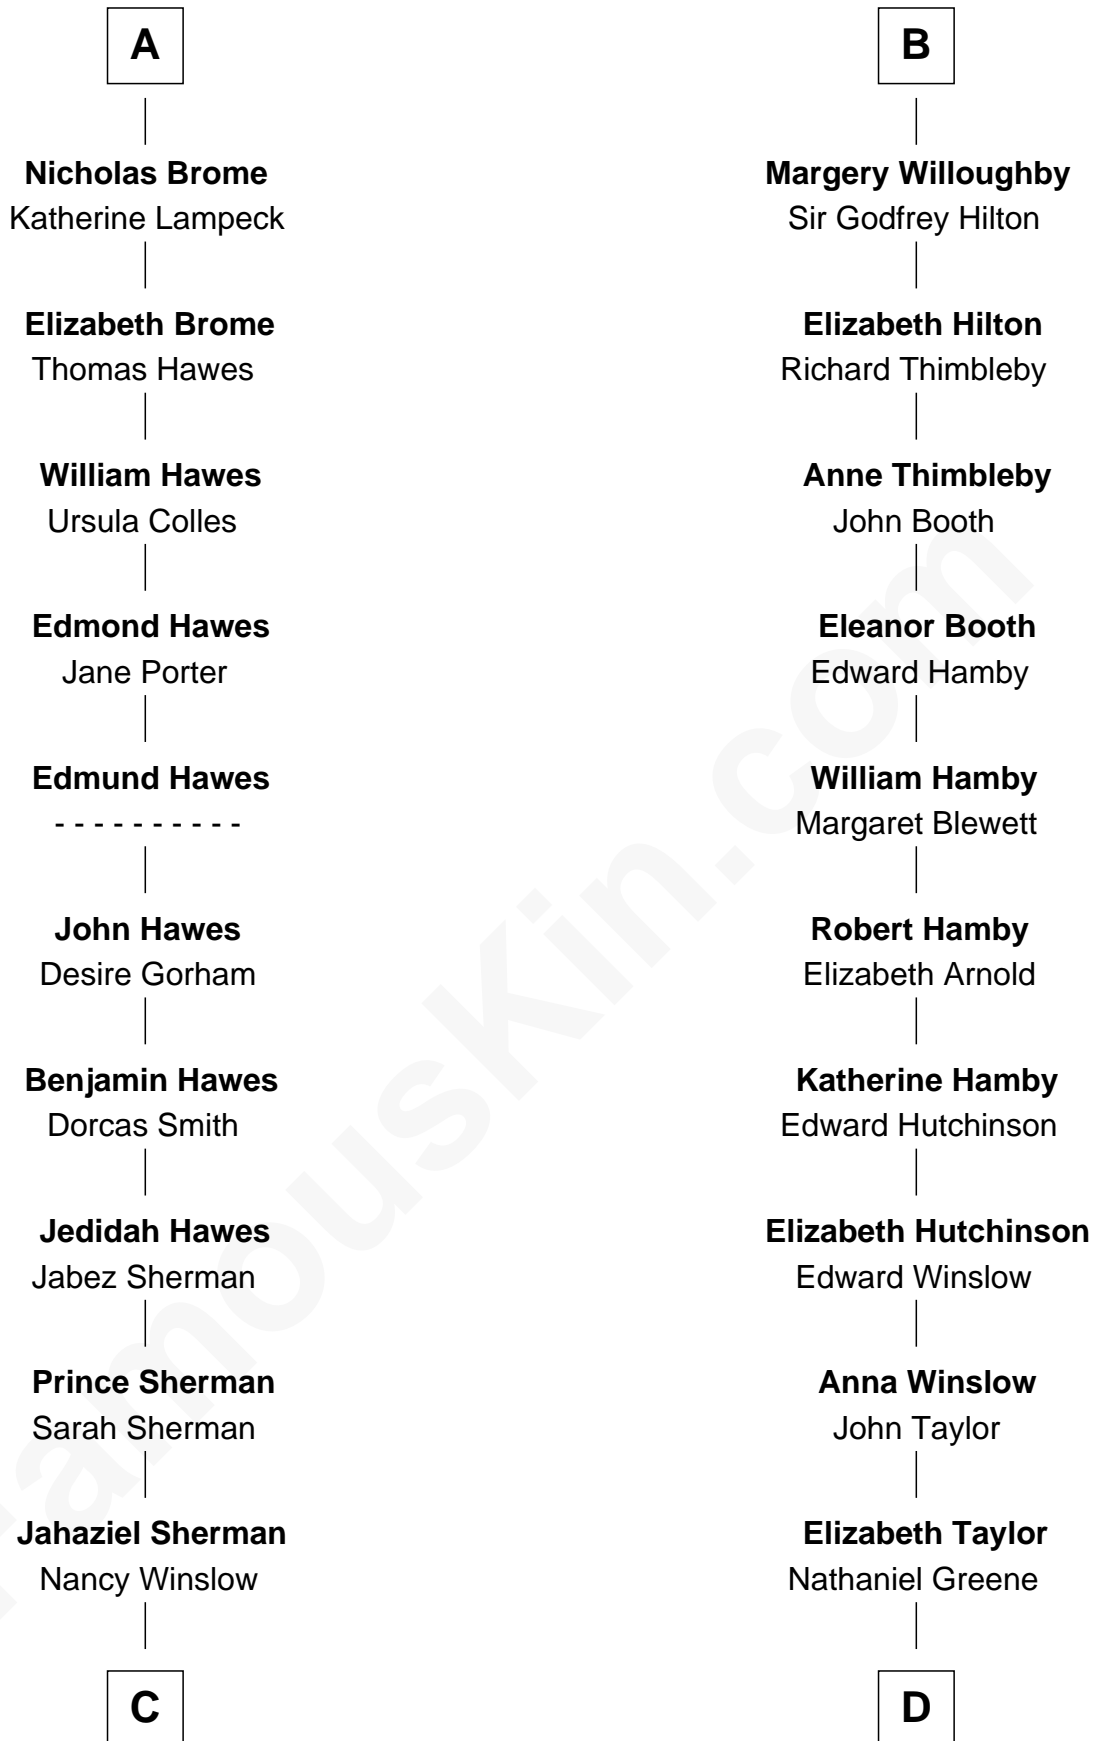 A
Nicholas Brome
Katherine Lampeck
Elizabeth Brome
Thomas Hawes
William Hawes
Ursula Colles
Edmond Hawes
Jane Porter
Edmund Hawes
- - - - - - - - - -
John Hawes
Desire Gorham
Benjamin Hawes
Dorcas Smith
Jedidah Hawes
Jabez Sherman
Prince Sherman
Sarah Sherman
Jahaziel Sherman
Nancy Winslow
C
B
Margery Willoughby
Sir Godfrey Hilton
Elizabeth Hilton
Richard Thimbleby
Anne Thimbleby
John Booth
Eleanor Booth
Edward Hamby
William Hamby
Margaret Blewett
Robert Hamby
Elizabeth Arnold
Katherine Hamby
Edward Hutchinson
Elizabeth Hutchinson
Edward Winslow
Anna Winslow
John Taylor
Elizabeth Taylor
Nathaniel Greene
D
FamousKin.com